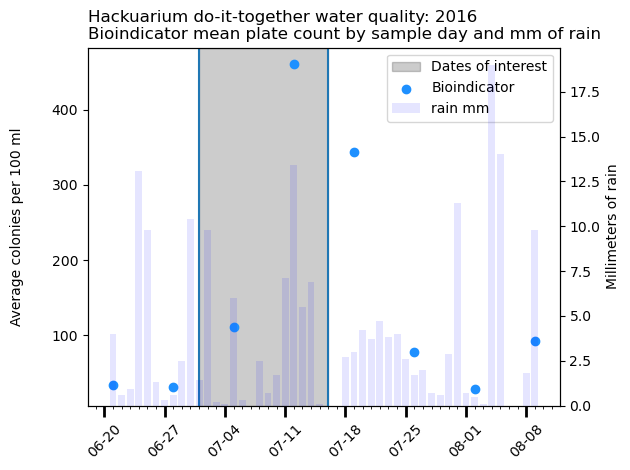 Hackuarium do-it-together water quality: 2016
Bioindicator mean plate count by sample day and mm of rain
Dates of interest
Bioindicator
rain mm
Average colonies per 100 ml
400
300
200
100
17.5
15.0
12.5
10.0
7.5
5.0
2.5
0.0
Millimeters of rain
06-20
06-27
07-04
07-11
07-18
07-25
08-01
08-08